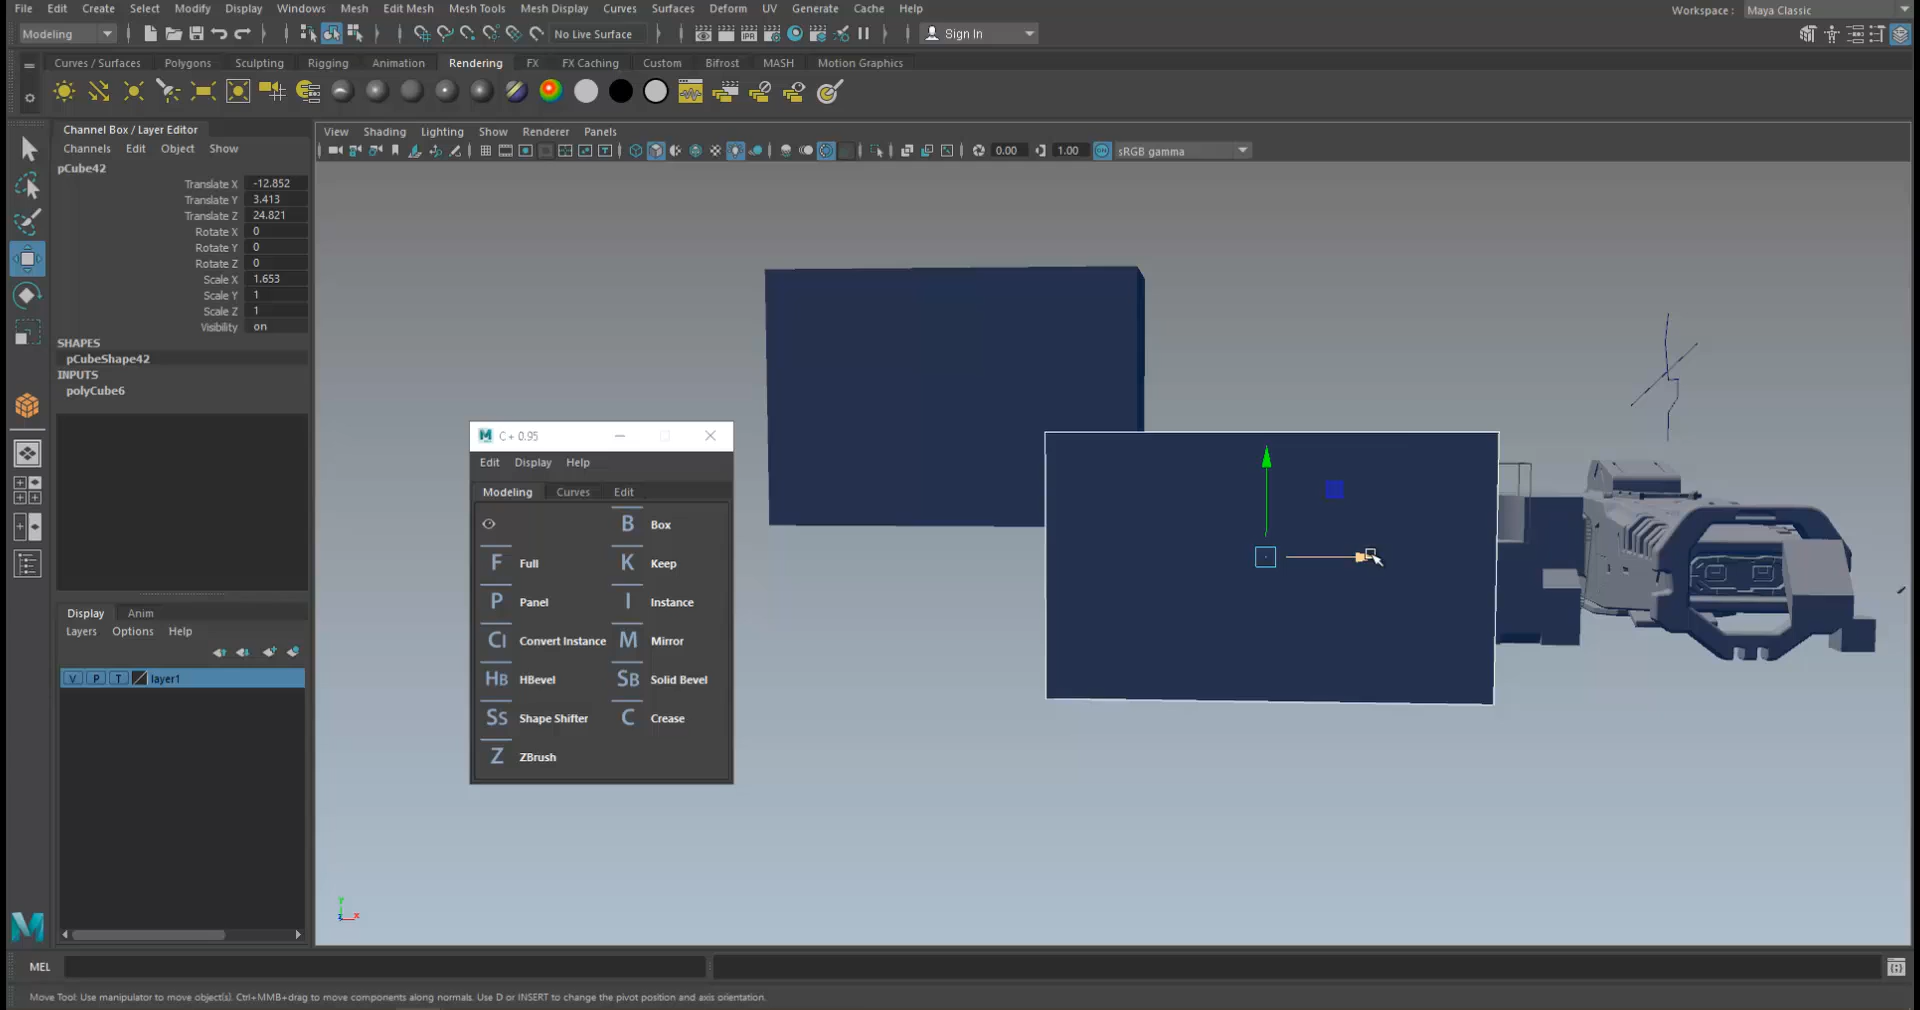 File Edit Create Select Modify Display Windows Mesh Edit Mesh Mesh Tools Mesh Display Curves Surfaces Deform UV Generate Cache Help
Workspace : Maya Classic
Modeling
No Live Surface
Sign In
Curves / Surfaces Polygons Sculpting Rigging Animation Rendering FX FX Caching Custom Bifrost MASH Motion Graphics
IPR
Channel Box / Layer Editor
Channels Edit Object Show
View Shading Lighting Show Renderer Panels
0.00 1.00 ON sRGB gamma
pCube42
Translate X -12.852
Translate Y 3.413
Translate Z 24.821
Rotate X 0
Rotate Y 0
Rotate Z 0
Scale X 1.653
Scale Y 1
Scale Z 1
Visibility on
SHAPES
pCubeShape42
INPUTS
polyCube6
M C + 0.95
Edit Display Help
Modeling Curves Edit
B Box
F Full K Keep
P Panel I Instance
CI Convert Instance M Mirror
HB HBevel SB Solid Bevel
SS Shape Shifter C Crease
Z ZBrush
Display Anim
Layers Options Help
V P T layer1
y
z x
M
MEL
Move Tool: Use manipulator to move object(s). Ctrl+MMB+drag to move components along normals. Use D or INSERT to change the pivot position and axis orientation.